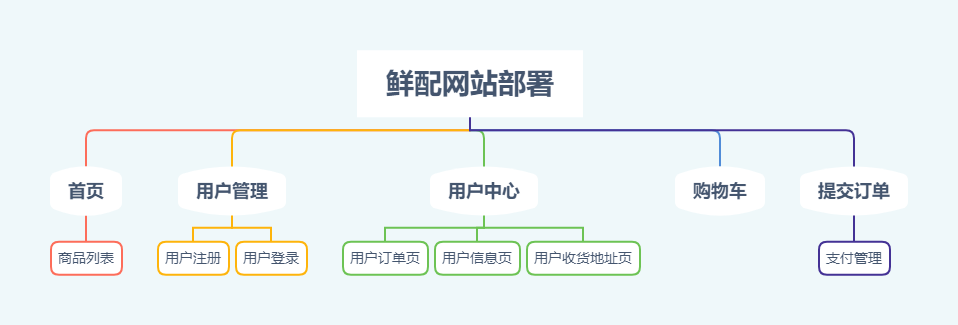 鲜配网站部署
首页
用户管理
用户中心
购物车
提交订单
商品列表
用户注册
用户登录
用户订单页
用户信息页
用户收货地址页
支付管理